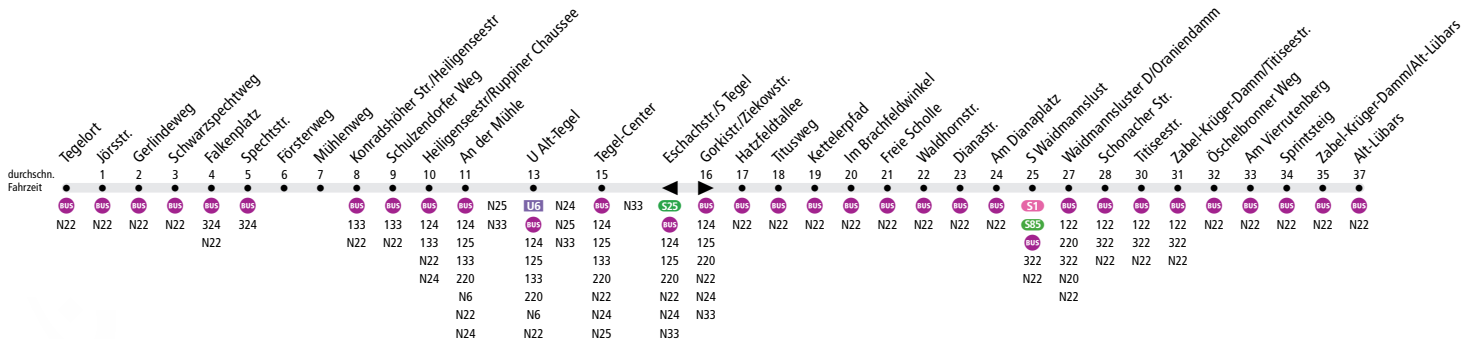 Tegelort
Jörsstr.
Gerlindeweg
Schwarzspechtweg
Falkenplatz
Spechtstr.
Försterweg
Mühlenweg
Konradshöher Str./Heiligenseestr
Schulzendorfer Weg
Heiligenseestr/Ruppiner Chaussee
An der Mühle
U Alt-Tegel
Tegel-Center
Eschachstr./S Tegel
Gorkistr./Ziekowstr.
Hatzfeldtallee
Titusweg
Kettelerpfad
Im Brachfeldwinkel
Freie Scholle
Waldhornstr.
Dianastr.
Am Dianaplatz
S Waidmannslust
Waidmannsluster D/Oraniendamm
Schonacher Str.
Titiseestr.
Zabel-Krüger-Damm/Titiseestr.
Öschelbronner Weg
Am Vierrutenberg
Sprintsteig
Zabel-Krüger-Damm/Alt-Lübars
Alt-Lübars
durchschn. 1 2 3 4 5 6 7 8 9 10 11 13 15 16 17 18 19 20 21 22 23 24 25 27 28 30 31 32 33 34 35 37
Fahrzeit
BUS BUS BUS BUS BUS BUS BUS BUS BUS BUS N25 U6 N24 BUS N33 S25 BUS BUS BUS BUS BUS BUS BUS BUS BUS S1 BUS BUS BUS BUS BUS BUS BUS BUS BUS
N22 N22 N22 N22 324 324 133 133 124 124 N33 BUS N25 124 BUS 124 N22 N22 N22 N22 N22 N22 N22 N22 S85 122 122 122 122 N22 N22 N22 N22 N22
N22 N22 N22 133 125 124 N33 125 124 125 BUS 220 322 322 322
N22 133 125 133 125 220 322 322 N22 N22 N22
N24 220 133 220 220 N22 N22 N20
N6 220 N22 N22 N24 N22
N22 N6 N24 N24 N33
N24 N22 N25 N33